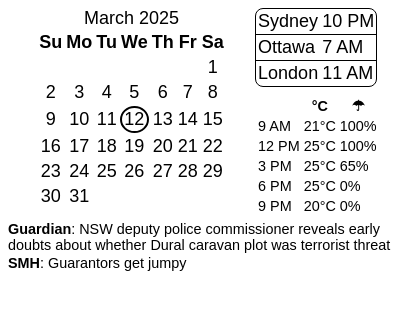 March 2025
Su Mo Tu We Th Fr Sa
1
2 3 4 5 6 7 8
9 10 11 12 13 14 15
16 17 18 19 20 21 22
23 24 25 26 27 28 29
30 31
Sydney 10 PM
Ottawa 7 AM
London 11 AM
°C ☂
9 AM 21°C 100%
12 PM 25°C 100%
3 PM 25°C 65%
6 PM 25°C 0%
9 PM 20°C 0%
Guardian: NSW deputy police commissioner reveals early
doubts about whether Dural caravan plot was terrorist threat
SMH: Guarantors get jumpy